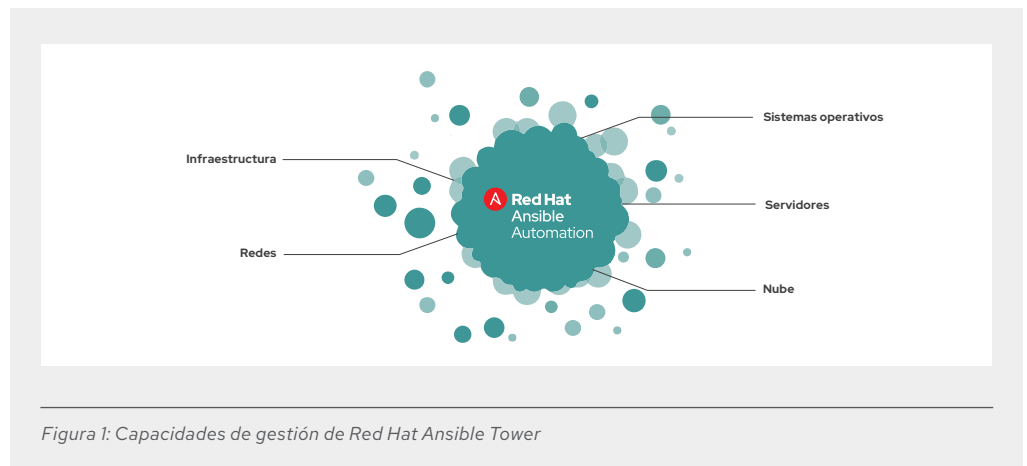 Sistemas operativos
Infraestructura
Red Hat
Ansible
Automation
Servidores
Redes
Nube
Figura 1: Capacidades de gestión de Red Hat Ansible Tower